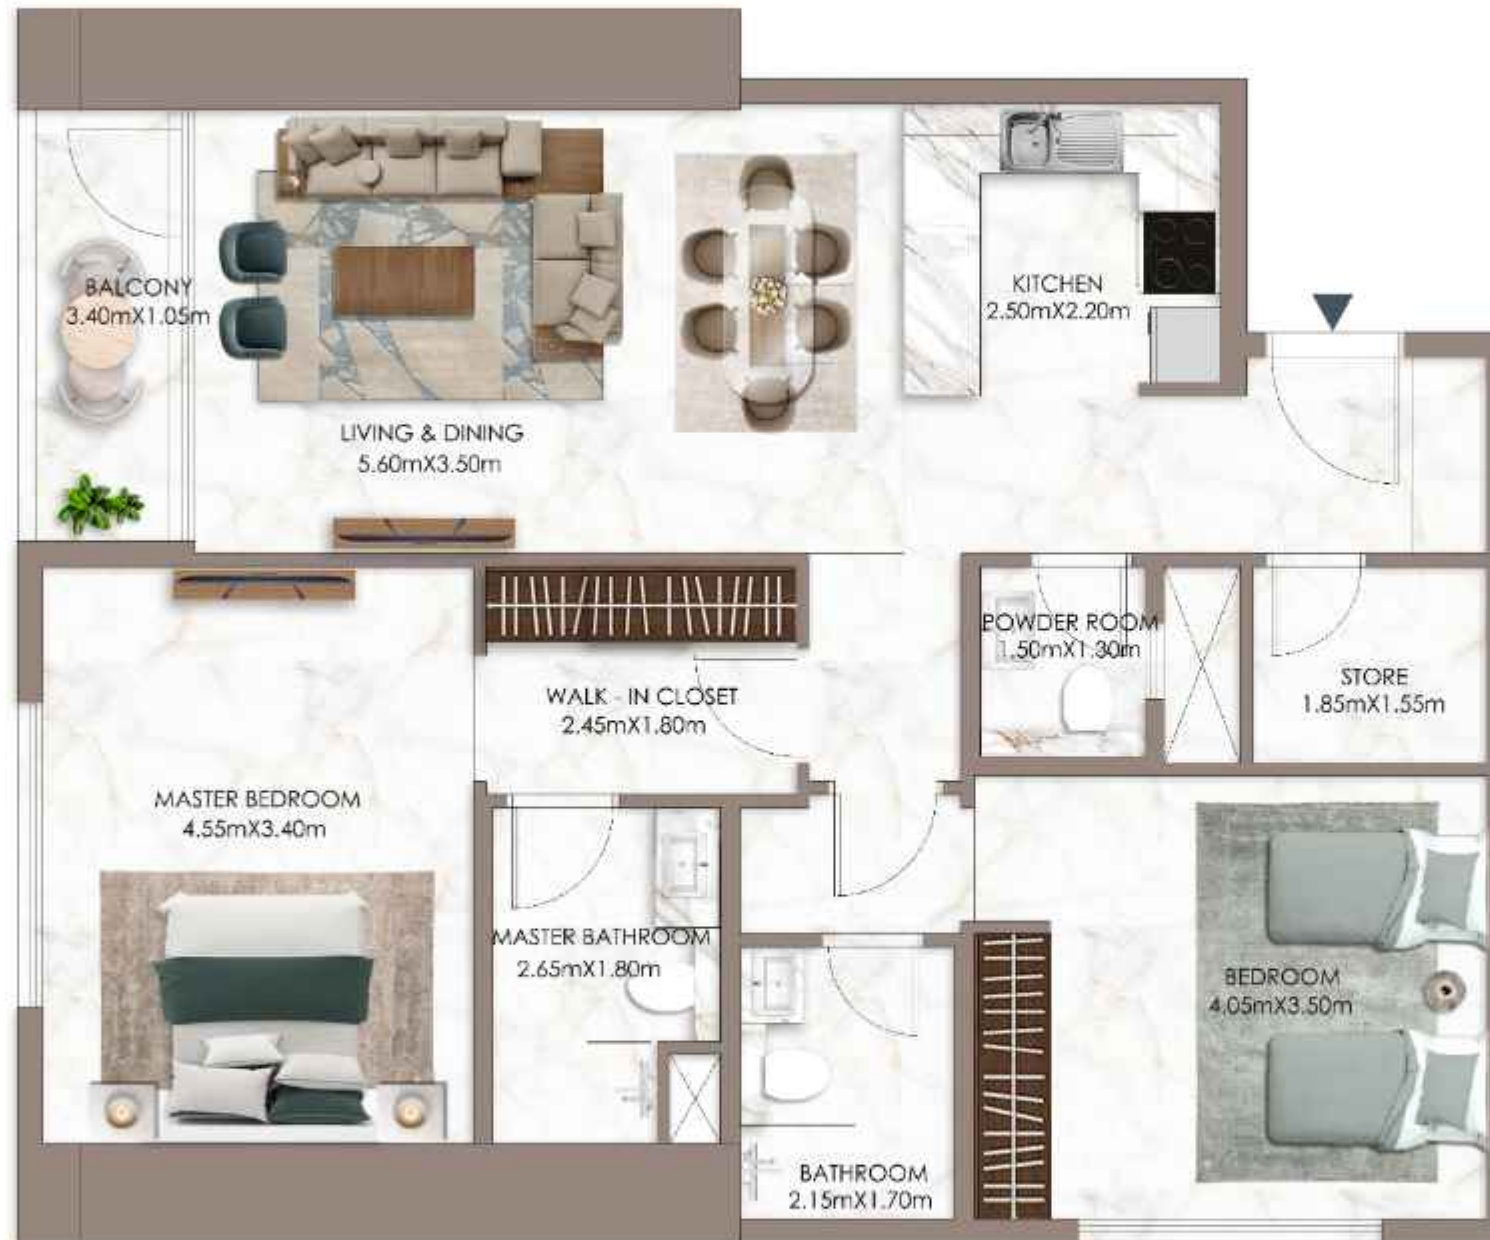 BALCONY
3.40mX1.05m
KITCHEN
2.50mX2.20m
LIVING & DINING
5.60mX3.50m
POWDER ROOM
1.50mX1.30m
STORE
1.85mX1.55m
WALK - IN CLOSET
2.45mX1.80m
MASTER BEDROOM
4.55mX3.40m
MASTER BATHROOM
2.65mX1.80m
BEDROOM
4.05mX3.50m
BATHROOM
2.15mX1.70m